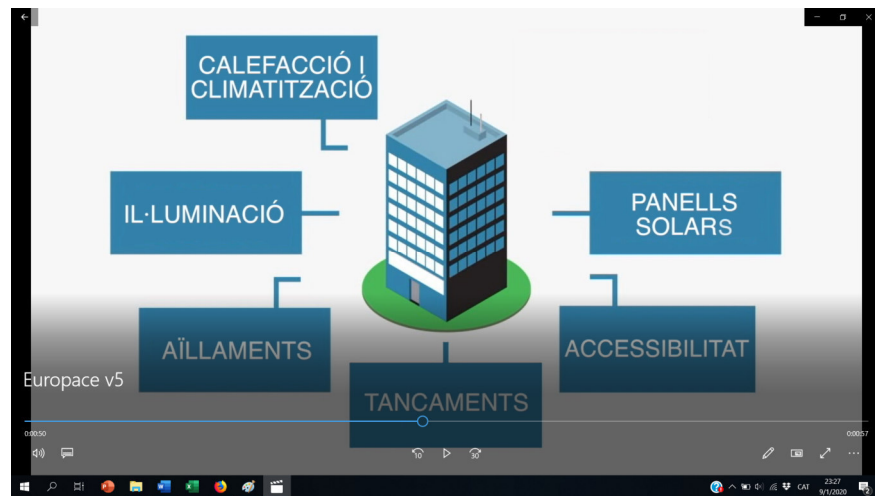 CALEFACCIÓ I
CLIMATITZACIÓ
IL·LUMINACIÓ
PANELLS
SOLARS
AÏLLAMENTS
ACCESSIBILITAT
TANCAMENTS
Europace v5
0:00:50
0:00:57
10
30
CAT
23:27
9/1/2020
2